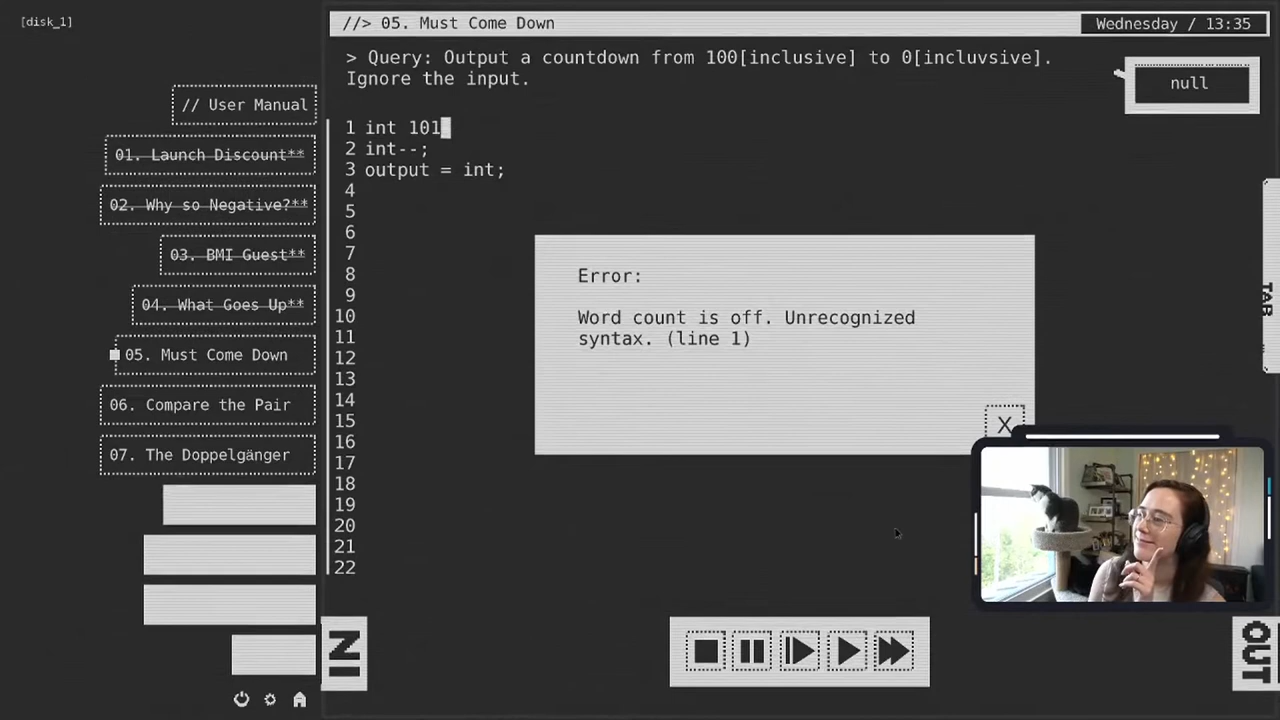 [disk_1]
//> 05. Must Come Down
Wednesday / 13:35
> Query: Output a countdown from 100[inclusive] to 0[incluvsive].
Ignore the input.
null
// User Manual
01. Launch Discount**
02. Why so Negative?**
03. BMI Guest**
04. What Goes Up**
05. Must Come Down
06. Compare the Pair
07. The Doppelgänger
1 int 101
2 int--;
3 output = int;
4
5
6
7
8
9
10
11
12
13
14
15
16
17
18
19
20
21
22
Error:
Word count is off. Unrecognized
syntax. (line 1)
X
TAB
IN
OUT